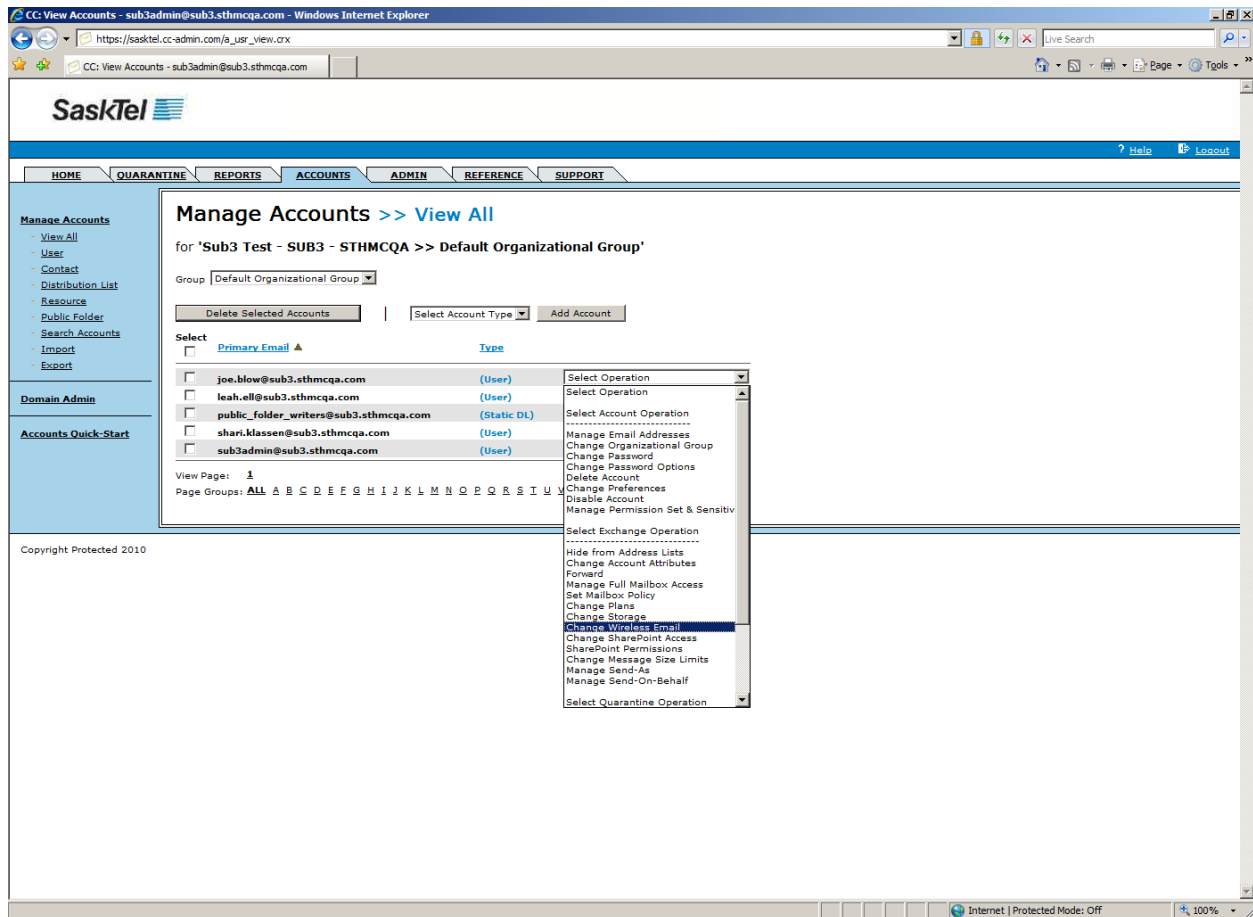 CC: View Accounts - sub3admin@sub3.sthmcqa.com - Windows Internet Explorer
https://sasktel.cc-admin.com/a_usr_view.crx
Live Search
CC: View Accounts - sub3admin@sub3.sthmcqa.com
Page Tools »
SaskTel
? Help Logout
HOME QUARANTINE REPORTS ACCOUNTS ADMIN REFERENCE SUPPORT
Manage Accounts
View All
User
Contact
Distribution List
Resource
Public Folder
Search Accounts
Import
Export
Domain Admin
Accounts Quick-Start
Manage Accounts >> View All
for 'Sub3 Test - SUB3 - STHMCQA >> Default Organizational Group'
Group Default Organizational Group
Delete Selected Accounts | Select Account Type Add Account
Select
Primary Email Type
joe.blow@sub3.sthmcqa.com (User) Select Operation
leah.ell@sub3.sthmcqa.com (User)
public_folder_writers@sub3.sthmcqa.com (Static DL)
shari.klassen@sub3.sthmcqa.com (User)
sub3admin@sub3.sthmcqa.com (User)
View Page: 1
Page Groups: ALL A B C D E F G H I J K L M N O P Q R S T U V
Select Operation
Select Account Operation
----------------------------
Manage Email Addresses
Change Organizational Group
Change Password
Change Password Options
Delete Account
Change Preferences
Disable Account
Manage Permission Set & Sensitiv
Select Exchange Operation
------------------------------
Hide from Address Lists
Change Account Attributes
Forward
Manage Full Mailbox Access
Set Mailbox Policy
Change Plans
Change Storage
Change Wireless Email
Change SharePoint Access
SharePoint Permissions
Change Message Size Limits
Manage Send-As
Manage Send-On-Behalf
Select Quarantine Operation
Copyright Protected 2010
Internet | Protected Mode: Off 100%